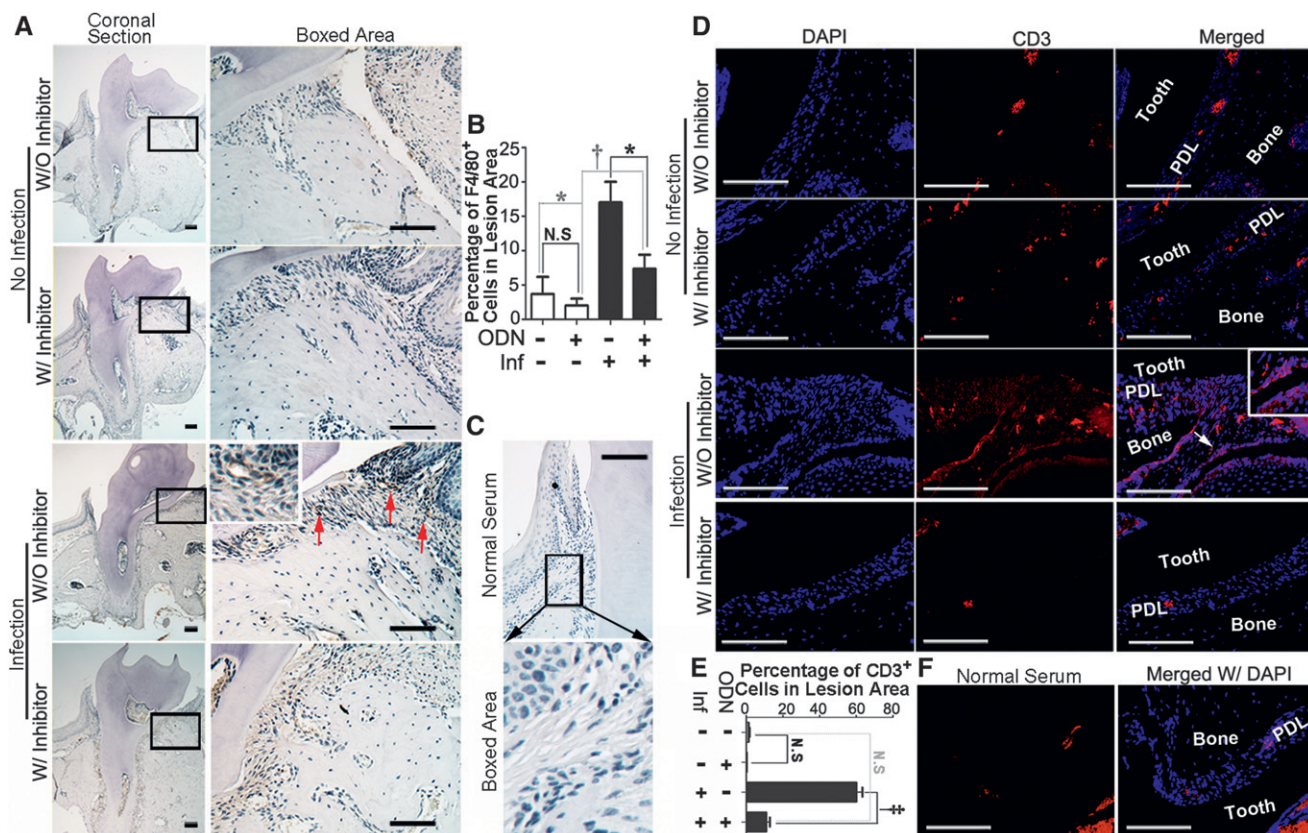 A
Coronal
Section
Boxed Area
No Infection
W/O Inhibitor
W/ Inhibitor
Infection
W/O Inhibitor
W/ Inhibitor
B
Percentage of F4/80+
Cells in Lesion Area
25
20
15
10
5
0
*
N.S
†
*
ODN - + - +
Inf - - + +
C
Normal Serum
Boxed Area
D
DAPI
CD3
Merged
No Infection
W/O Inhibitor
Tooth
PDL
Bone
W/ Inhibitor
PDL
Tooth
Bone
Infection
W/O Inhibitor
Tooth
PDL
Bone
W/ Inhibitor
Tooth
PDL
Bone
E
Percentage of CD3+
Cells in Lesion Area
0 20 40 60 80
Inf ODN
- -
- +
+ -
+ +
N.S
N.S
‡
F
Normal Serum
Merged W/ DAPI
Bone
PDL
Tooth